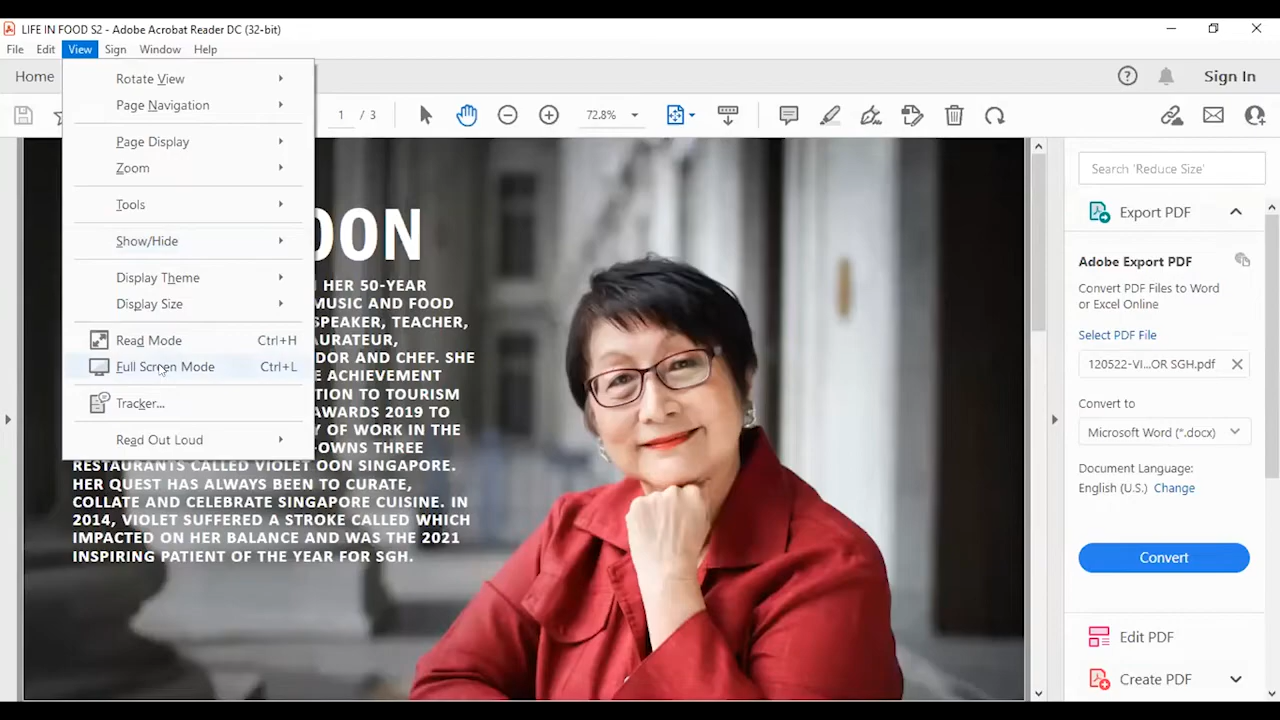 LIFE IN FOOD S2 - Adobe Acrobat Reader DC (32-bit)
File Edit View Sign Window Help
Home
Sign In
1 / 3
72.8%
Rotate View
Page Navigation
Page Display
Zoom
Tools
Show/Hide
Display Theme
Display Size
Read Mode Ctrl+H
Full Screen Mode Ctrl+L
Tracker...
Read Out Loud
OON
HER 50-YEAR
MUSIC AND FOOD
SPEAKER, TEACHER,
AURATEUR,
DOR AND CHEF. SHE
ACHIEVEMENT
TION TO TOURISM
AWARDS 2019 TO
Y OF WORK IN THE
-OWNS THREE
RESTAURANTS CALLED VIOLET OON SINGAPORE.
HER QUEST HAS ALWAYS BEEN TO CURATE,
COLLATE AND CELEBRATE SINGAPORE CUISINE. IN
2014, VIOLET SUFFERED A STROKE CALLED WHICH
IMPACTED ON HER BALANCE AND WAS THE 2021
INSPIRING PATIENT OF THE YEAR FOR SGH.
Search 'Reduce Size'
Export PDF
Adobe Export PDF
Convert PDF Files to Word
or Excel Online
Select PDF File
120522-VI...OR SGH.pdf
Convert to
Microsoft Word (*.docx)
Document Language:
English (U.S.) Change
Convert
Edit PDF
Create PDF